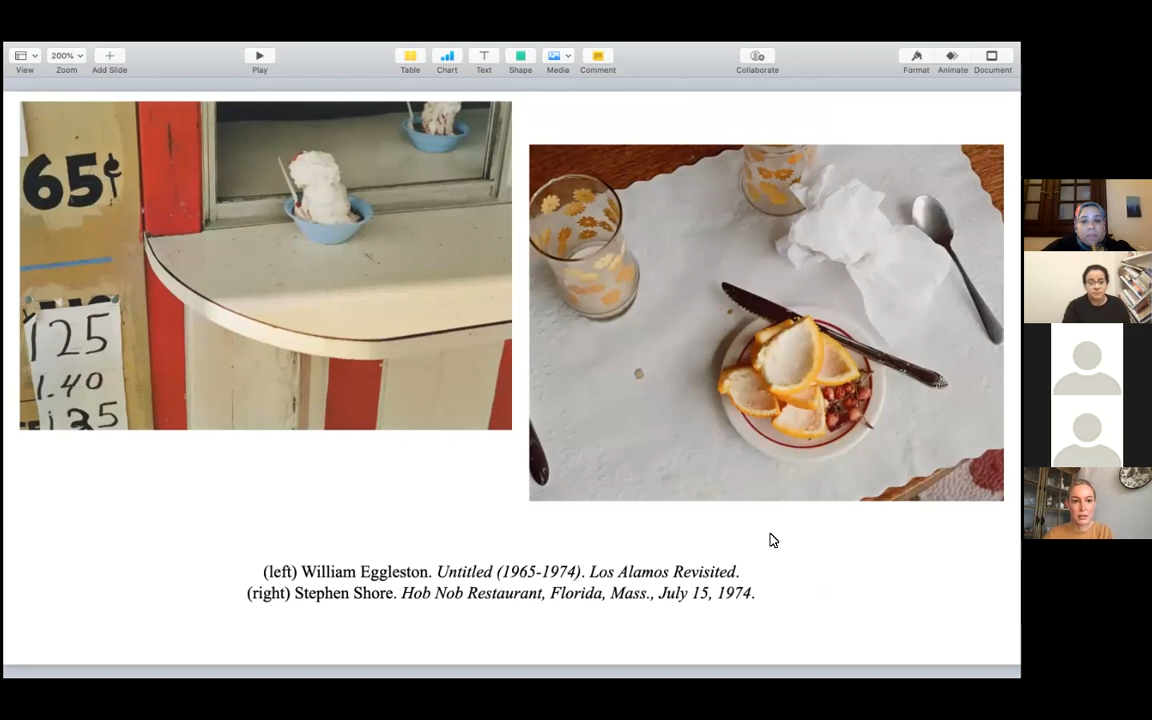 200%
View
Zoom
Add Slide
Play
Table
Chart
Text
Shape
Media
Comment
Collaborate
Format
Animate
Document
65¢
125
1.40
135
(left) William Eggleston. Untitled (1965-1974). Los Alamos Revisited.
(right) Stephen Shore. Hob Nob Restaurant, Florida, Mass., July 15, 1974.